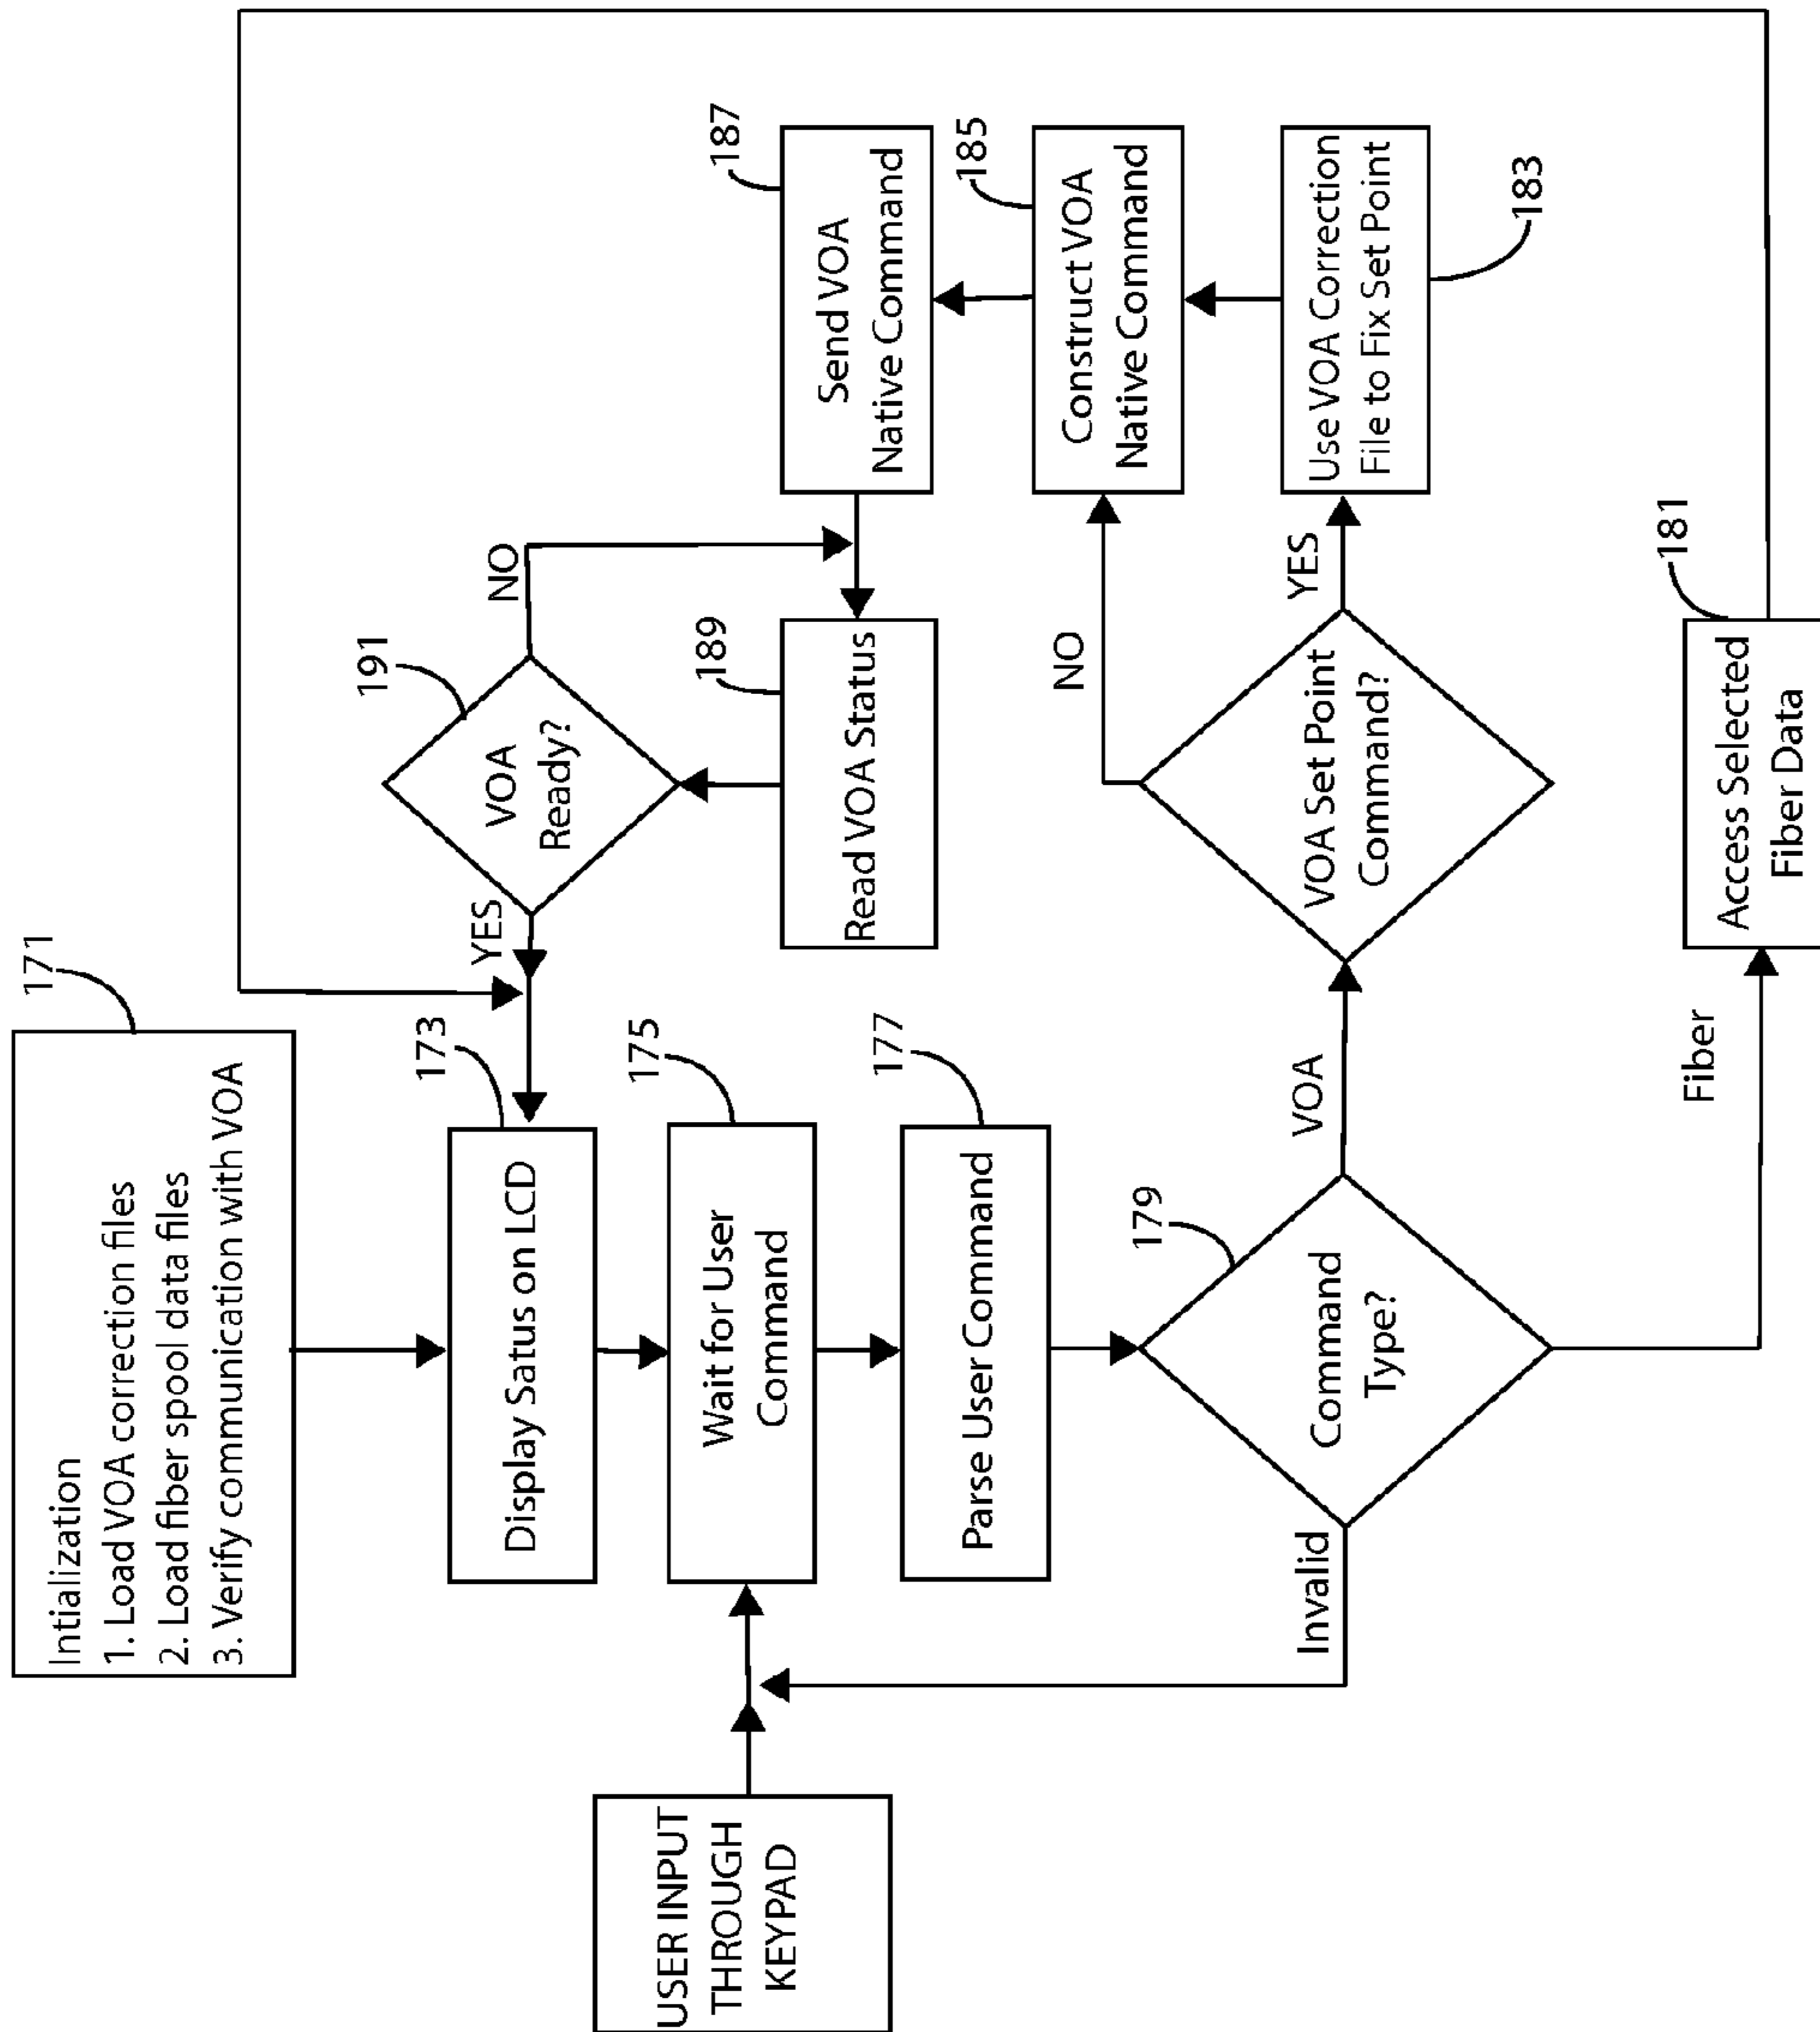 171
Intialization
1. Load VOA correction files
2. Load fiber spool data files
3. Verify communication with VOA
173
Display Satus on LCD
175
Wait for User
Command
USER INPUT
THROUGH
KEYPAD
177
Parse User Command
179
Command
Type?
Invalid
VOA
Fiber
VOA Set Point
Command?
NO
YES
181
Access Selected
Fiber Data
183
Use VOA Correction
File to Fix Set Point
185
Construct VOA
Native Command
187
Send VOA
Native Command
189
Read VOA Status
191
VOA
Ready?
NO
YES